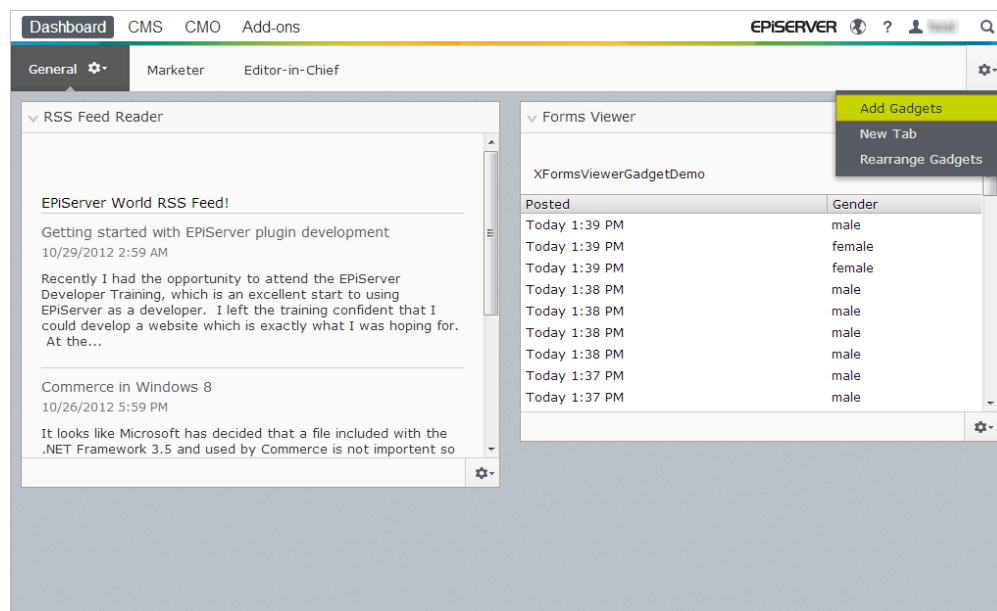 Dashboard CMS CMO Add-ons EPiSERVER ?
General Marketer Editor-in-Chief
Add Gadgets
New Tab
Rearrange Gadgets
RSS Feed Reader
EPiServer World RSS Feed!
Getting started with EPiServer plugin development
10/29/2012 2:59 AM
Recently I had the opportunity to attend the EPiServer
Developer Training, which is an excellent start to using
EPiServer as a developer. I left the training confident that I
could develop a website which is exactly what I was hoping for.
At the...
Commerce in Windows 8
10/26/2012 5:59 PM
It looks like Microsoft has decided that a file included with the
.NET Framework 3.5 and used by Commerce is not importent so
Forms Viewer
XFormsViewerGadgetDemo
Posted Gender
Today 1:39 PM male
Today 1:39 PM female
Today 1:39 PM female
Today 1:38 PM male
Today 1:38 PM male
Today 1:38 PM male
Today 1:38 PM male
Today 1:37 PM male
Today 1:37 PM male